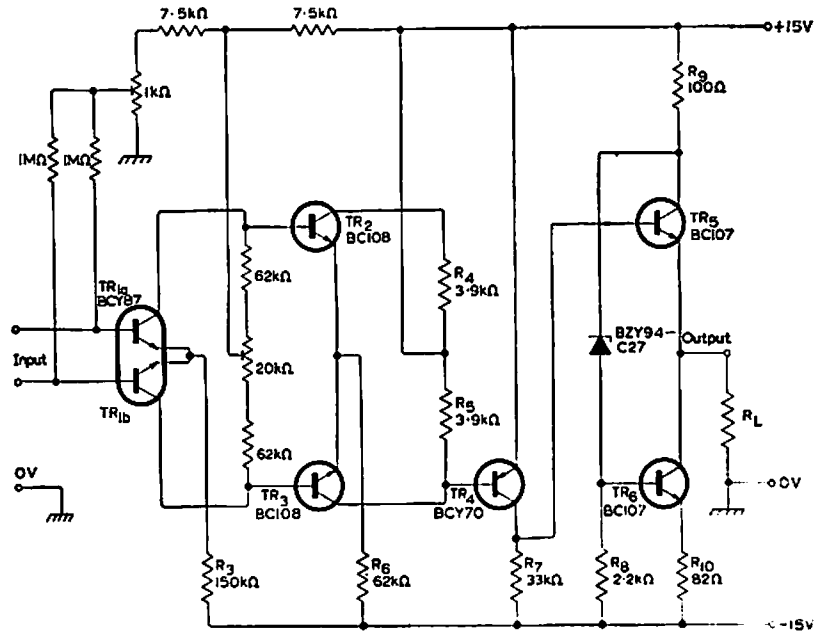 7.5kΩ
7.5kΩ
+15V
R9
100Ω
1kΩ
1MΩ
1MΩ
TR2
BC108
TR5
BC107
R4
3.9kΩ
62kΩ
TR1a
BCY87
BZY94
C27
Output
Input
20kΩ
R5
3.9kΩ
RL
TR1b
62kΩ
0V
TR3
BC108
TR4
BCY70
TR6
BC107
0V
R3
150kΩ
R6
62kΩ
R7
33kΩ
R8
2.2kΩ
R10
82Ω
-15V